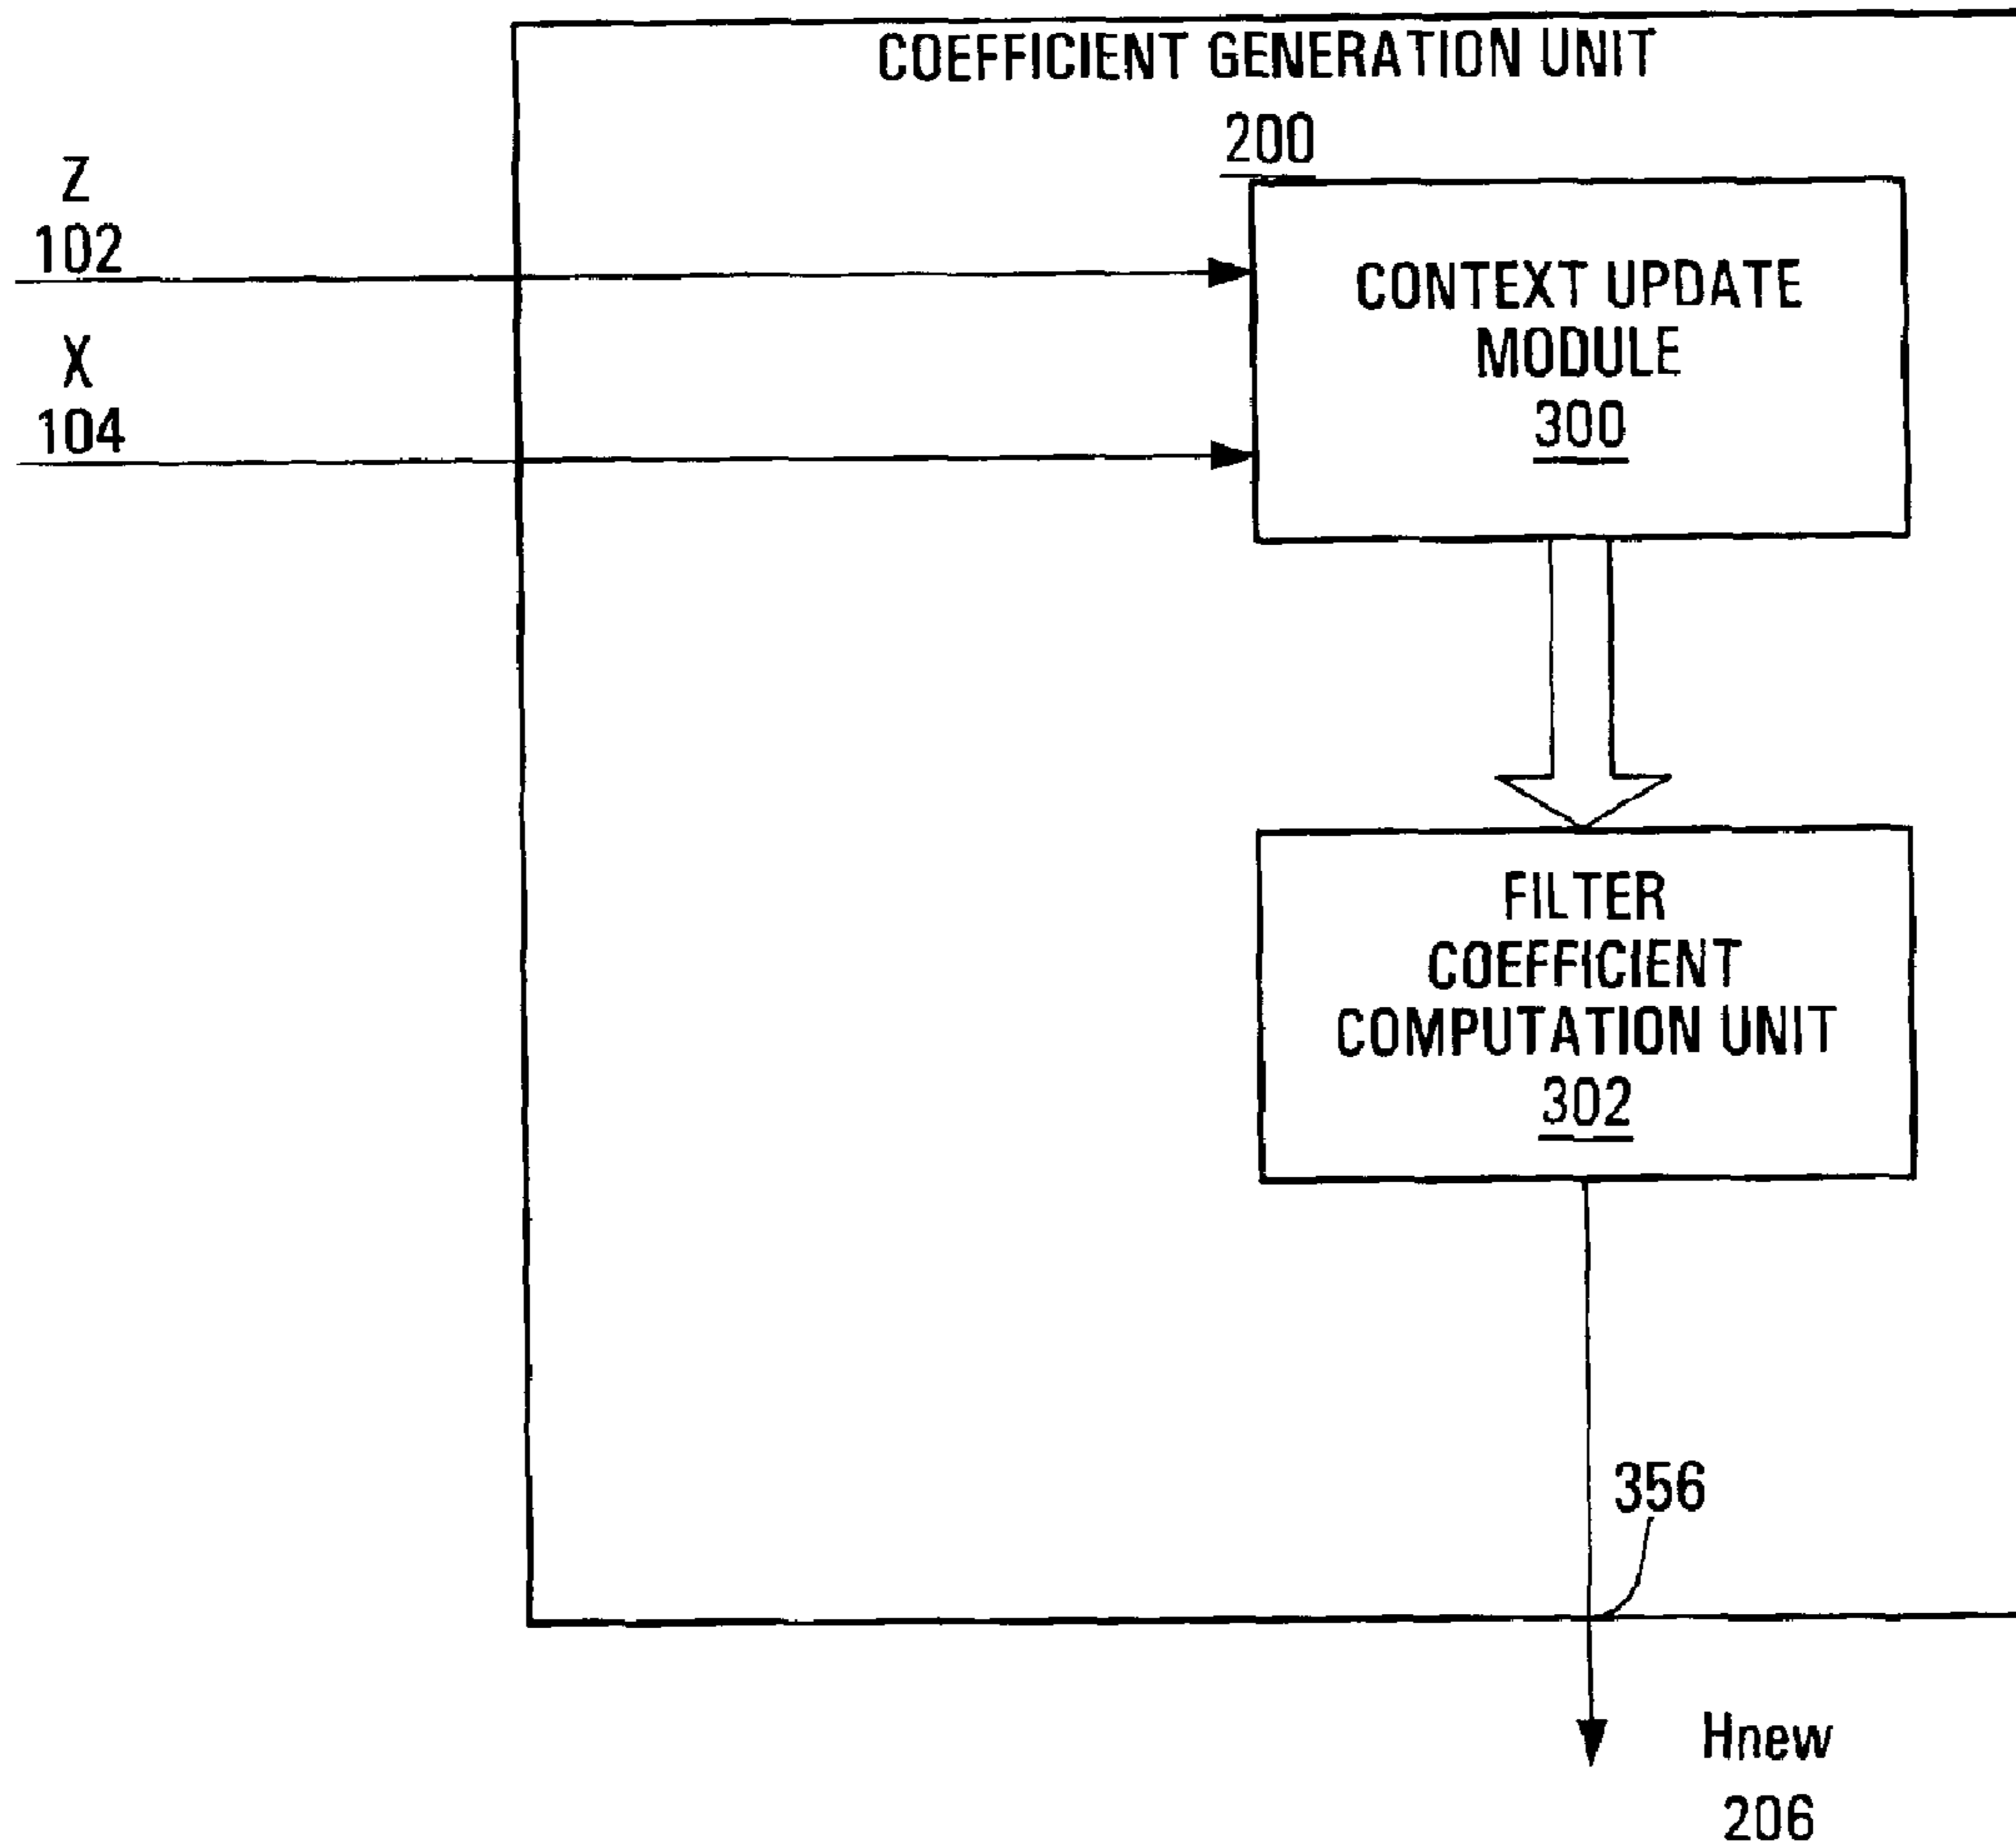 COEFFICIENT GENERATION UNIT
200
Z
102
X
104
CONTEXT UPDATE
MODULE
300
FILTER
COEFFICIENT
COMPUTATION UNIT
302
356
Hnew
206